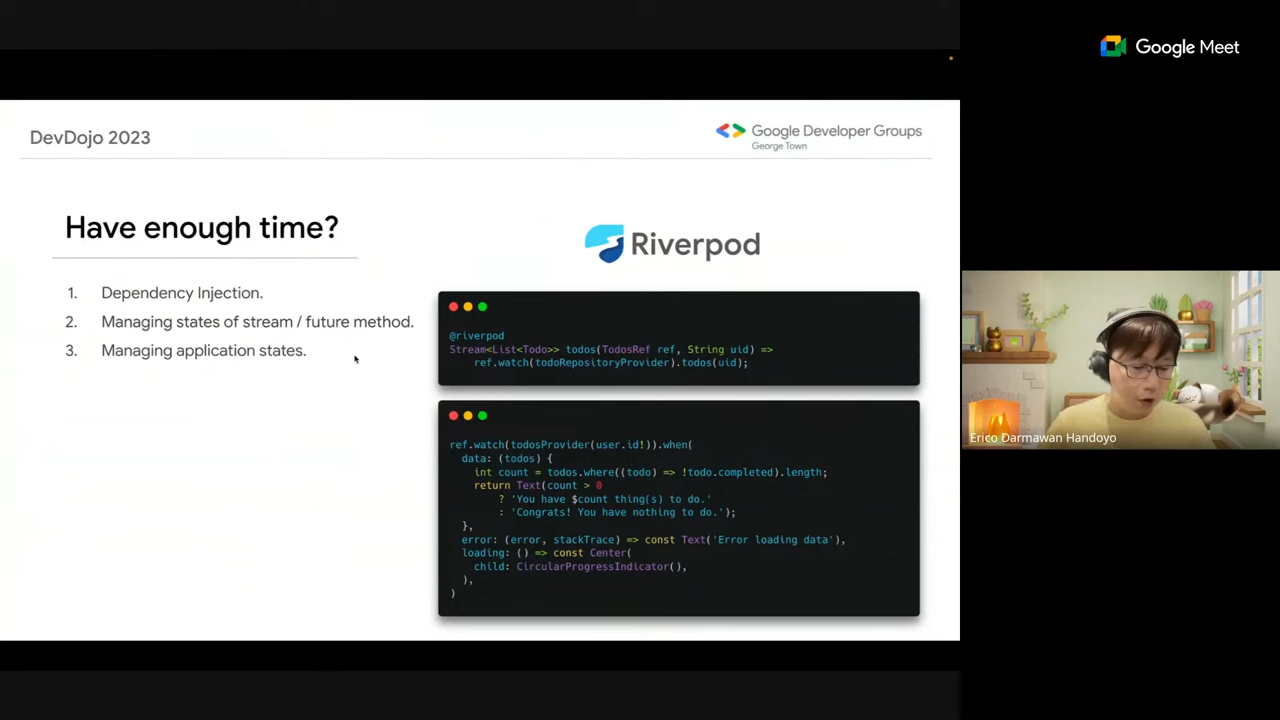 Google Meet
DevDojo 2023
Google Developer Groups
George Town
Have enough time?
1. Dependency Injection.
2. Managing states of stream / future method.
3. Managing application states.
Riverpod
@riverpod
Stream<List<Todo>> todos(TodosRef ref, String uid) =>
    ref.watch(todoRepositoryProvider).todos(uid);
ref.watch(todosProvider(user.id!)).when(
  data: (todos) {
    int count = todos.where((todo) => !todo.completed).length;
    return Text(count > 0
        ? 'You have $count thing(s) to do.'
        : 'Congrats! You have nothing to do.');
  },
  error: (error, stackTrace) => const Text('Error loading data'),
  loading: () => const Center(
    child: CircularProgressIndicator(),
  ),
)
Erico Darmawan Handoyo